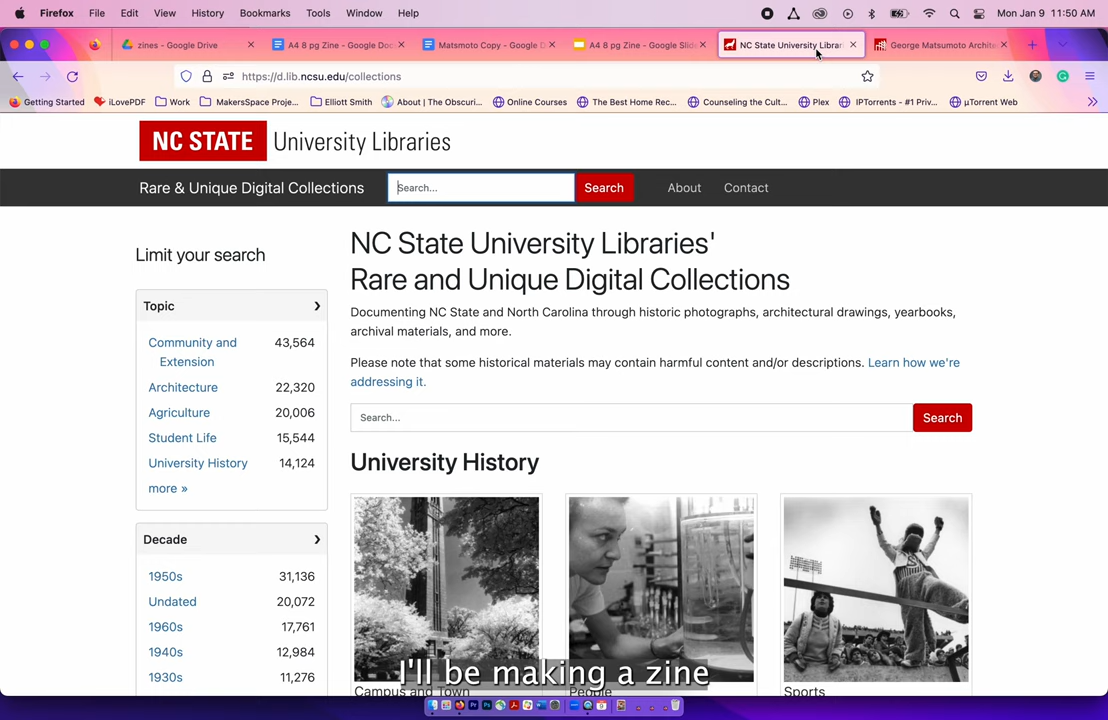 Firefox File Edit View History Bookmarks Tools Window Help Mon Jan 9 11:50 AM
zines - Google Drive A4 8 pg Zine - Google Doc Matsmoto Copy - Google D A4 8 pg Zine - Google Slides NC State University Librar George Matsumoto Archite
https://d.lib.ncsu.edu/collections
Getting Started iLovePDF Work MakersSpace Proje... Elliott Smith About | The Obscuri... Online Courses The Best Home Rec... Counseling the Cult... Plex IPTorrents - #1 Priv... µTorrent Web
NC STATE University Libraries
Rare & Unique Digital Collections Search... Search About Contact
Limit your search
Topic
Community and Extension 43,564
Architecture 22,320
Agriculture 20,006
Student Life 15,544
University History 14,124
more »
Decade
1950s 31,136
Undated 20,072
1960s 17,761
1940s 12,984
1930s 11,276
NC State University Libraries'
Rare and Unique Digital Collections
Documenting NC State and North Carolina through historic photographs, architectural drawings, yearbooks,
archival materials, and more.
Please note that some historical materials may contain harmful content and/or descriptions. Learn how we're
addressing it.
Search... Search
University History
Campus and Town People Sports
I'll be making a zine